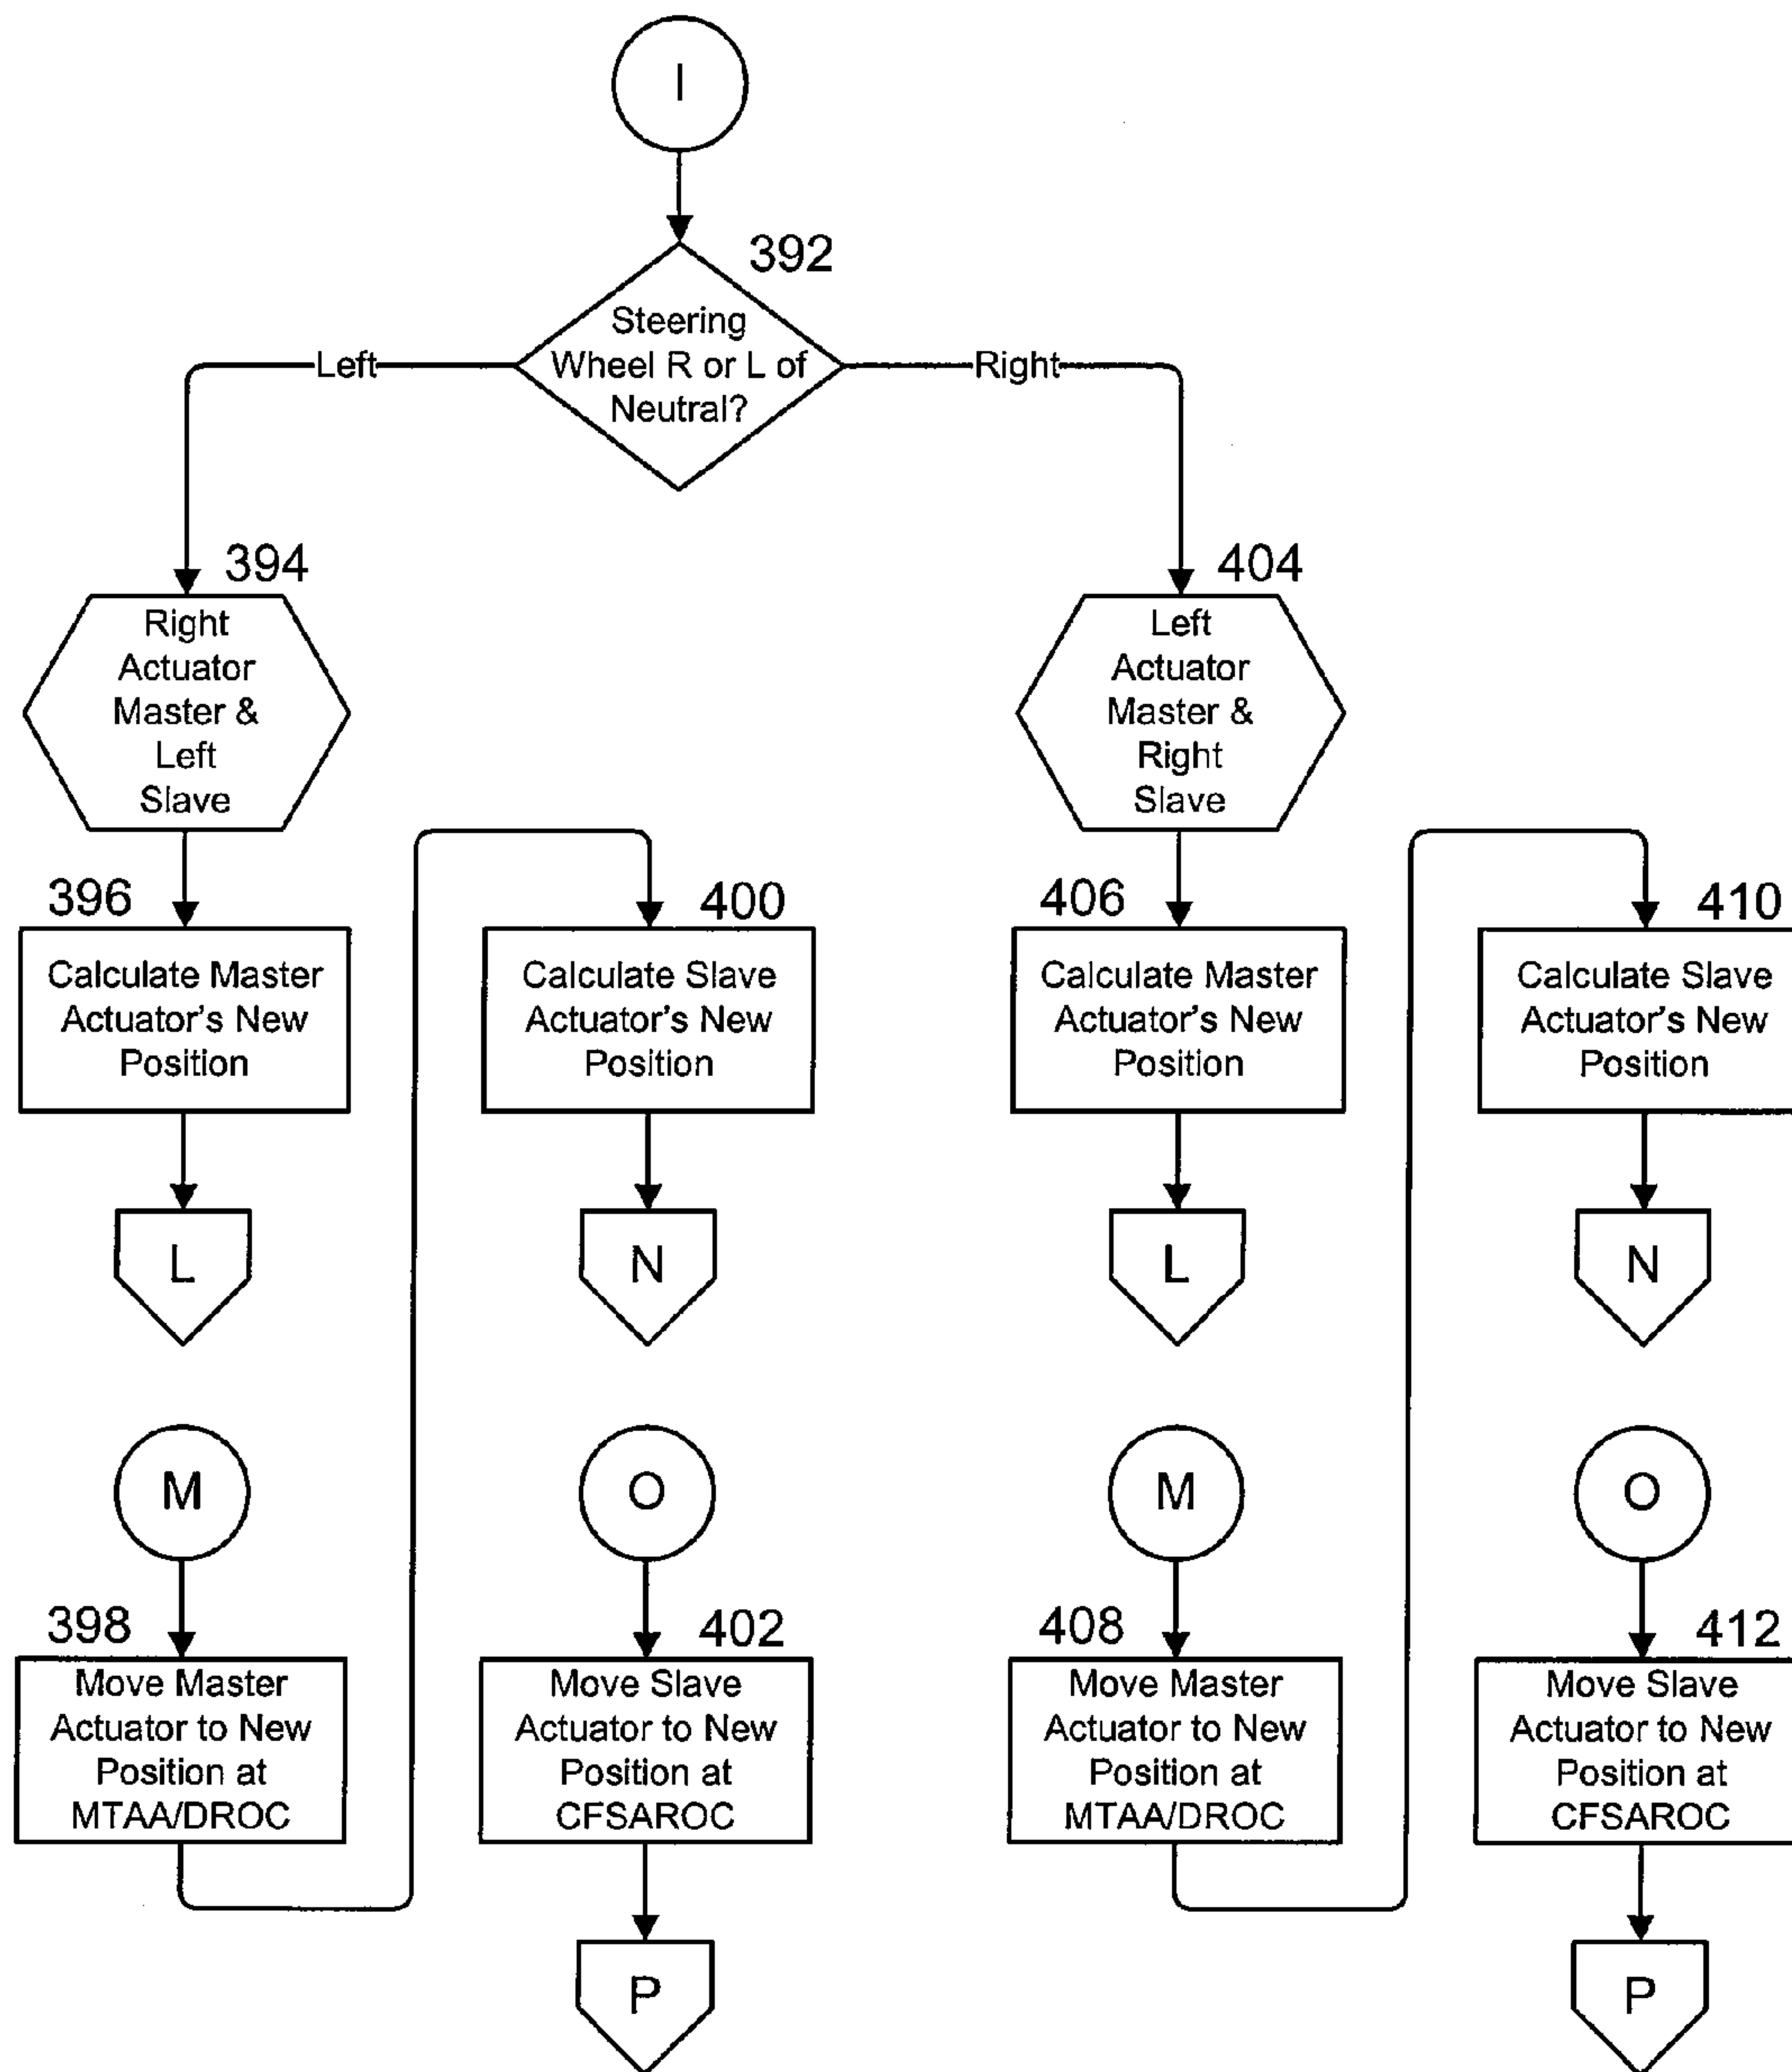 I
392
Steering
Wheel R or L of
Neutral?
Left
Right
394
Right
Actuator
Master &
Left
Slave
404
Left
Actuator
Master &
Right
Slave
396
Calculate Master
Actuator's New
Position
400
Calculate Slave
Actuator's New
Position
406
Calculate Master
Actuator's New
Position
410
Calculate Slave
Actuator's New
Position
L
N
L
N
M
O
M
O
398
Move Master
Actuator to New
Position at
MTAA/DROC
402
Move Slave
Actuator to New
Position at
CFSAROC
408
Move Master
Actuator to New
Position at
MTAA/DROC
412
Move Slave
Actuator to New
Position at
CFSAROC
P
P